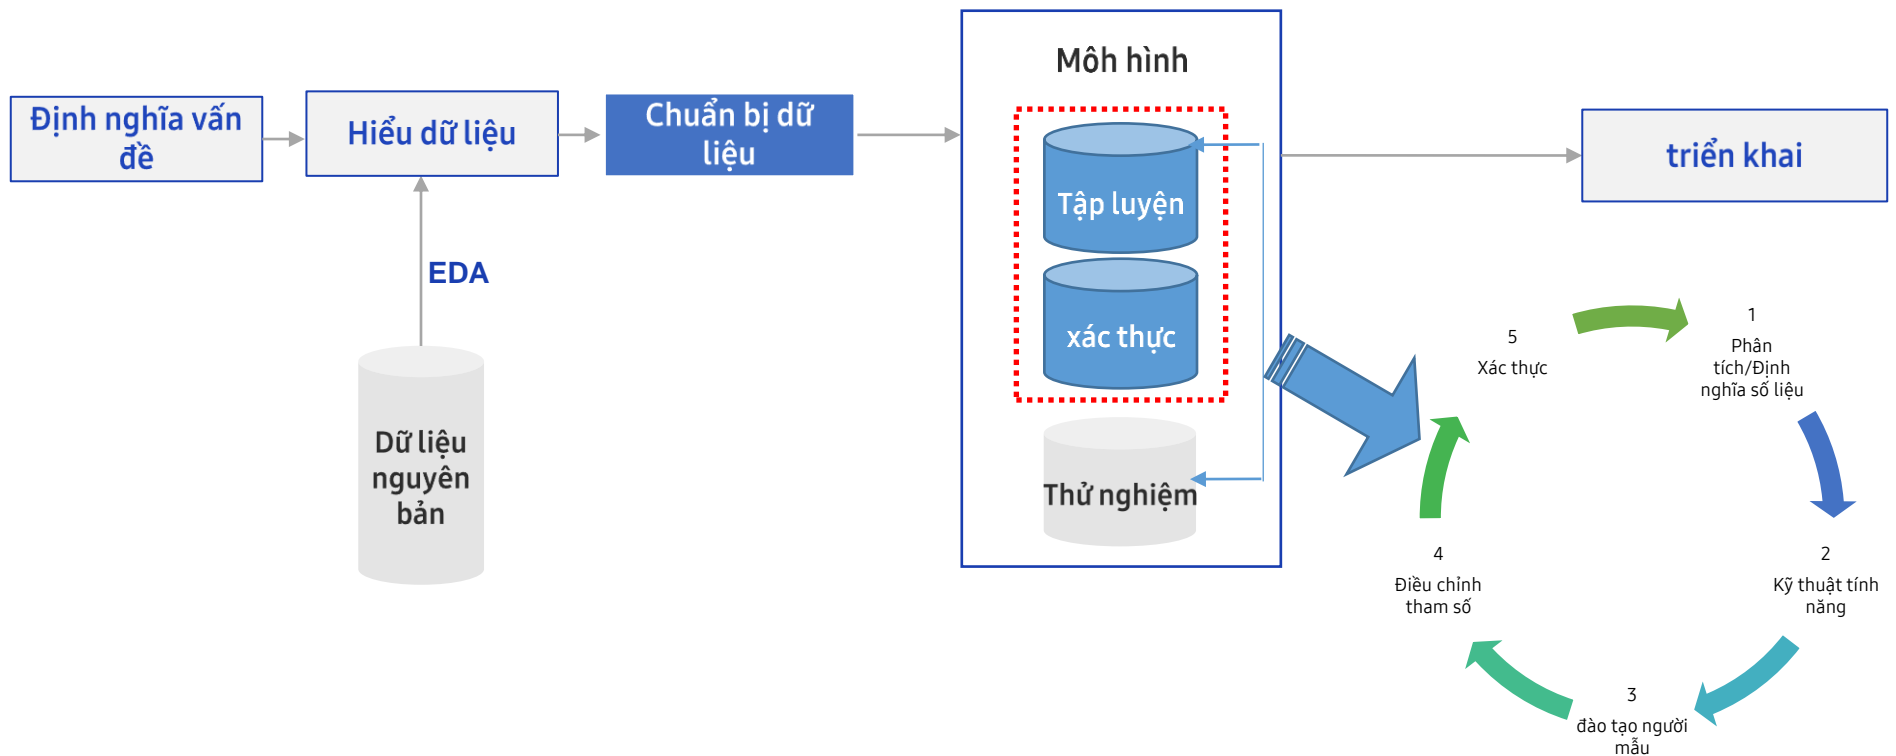 Định nghĩa vấn
đề
Hiểu dữ liệu
Chuẩn bị dữ
liệu
EDA
Dữ liệu
nguyên
bản
Môh hình
Tập luyện
xác thực
Thử nghiệm
triển khai
1
Phân
tích/Định
nghĩa số liệu
2
Kỹ thuật tính
năng
3
đào tạo người
mẫu
4
Điều chỉnh
tham số
5
Xác thực